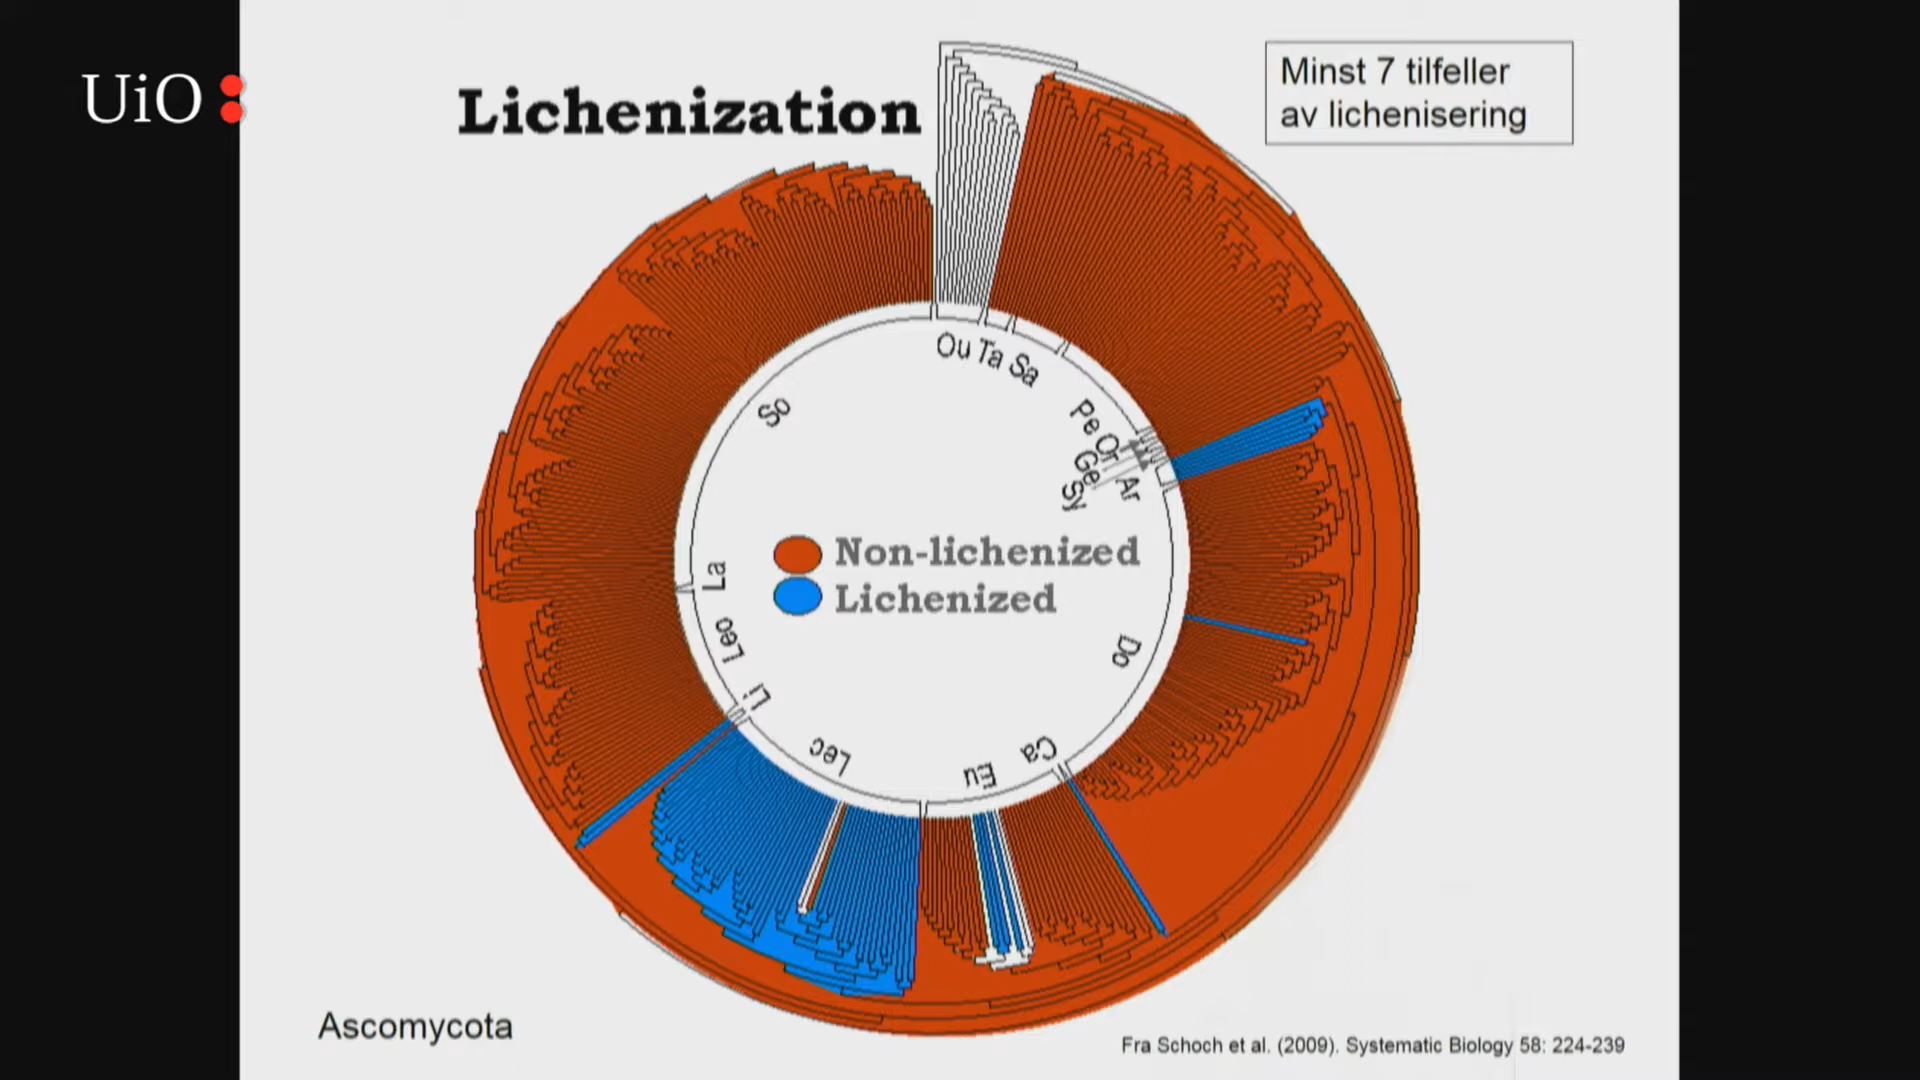 UiO
Lichenization
Minst 7 tilfeller
av lichenisering
Ou
Ta
Sa
Pe
Or
Ge
Ar
Sy
So
La
Leo
Li
Lec
Eu
Ca
Do
Non-lichenized
Lichenized
Ascomycota
Fra Schoch et al. (2009). Systematic Biology 58: 224-239